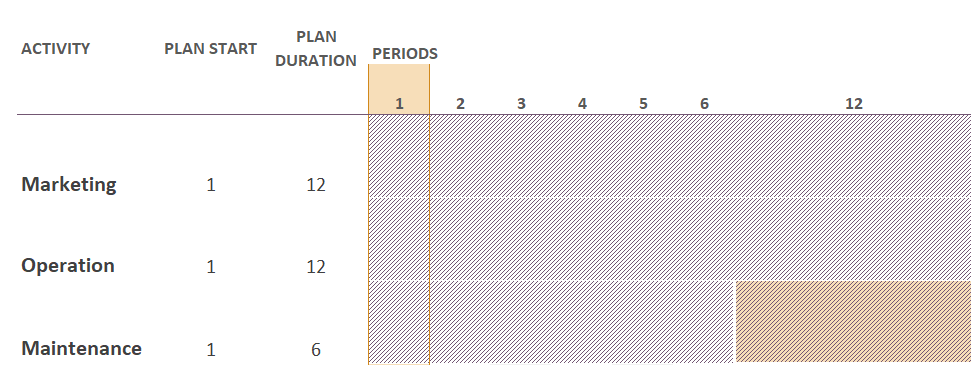 ACTIVITY PLAN START PLAN DURATION PERIODS
1 2 3 4 5 6 12
Marketing 1 12
Operation 1 12
Maintenance 1 6